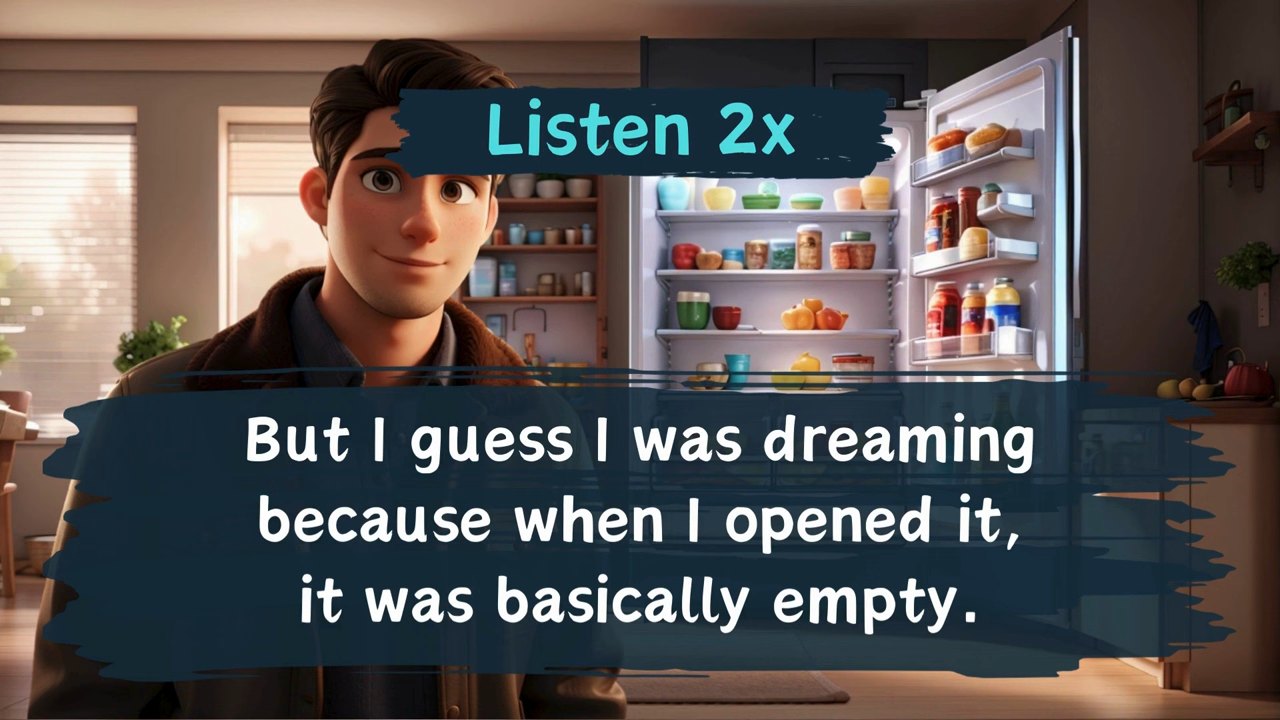 Listen 2x
But I guess I was dreaming
because when I opened it,
it was basically empty.